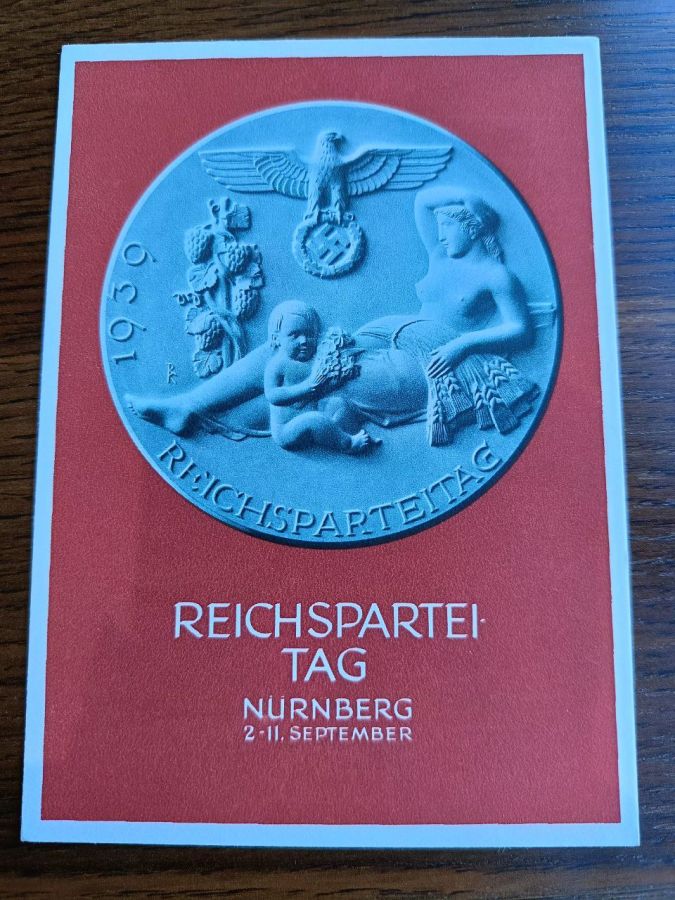 1939
REICHSPARTEITAG
REICHSPARTEI-
TAG
NÜRNBERG
2-11. SEPTEMBER